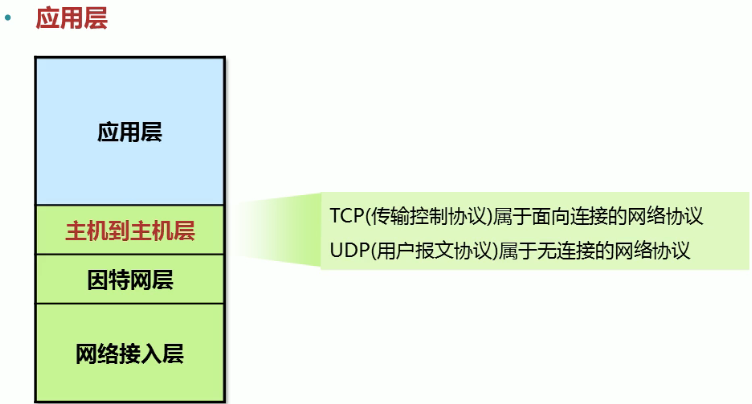 • 应用层
应用层
主机到主机层
TCP(传输控制协议)属于面向连接的网络协议
UDP(用户报文协议)属于无连接的网络协议
因特网层
网络接入层